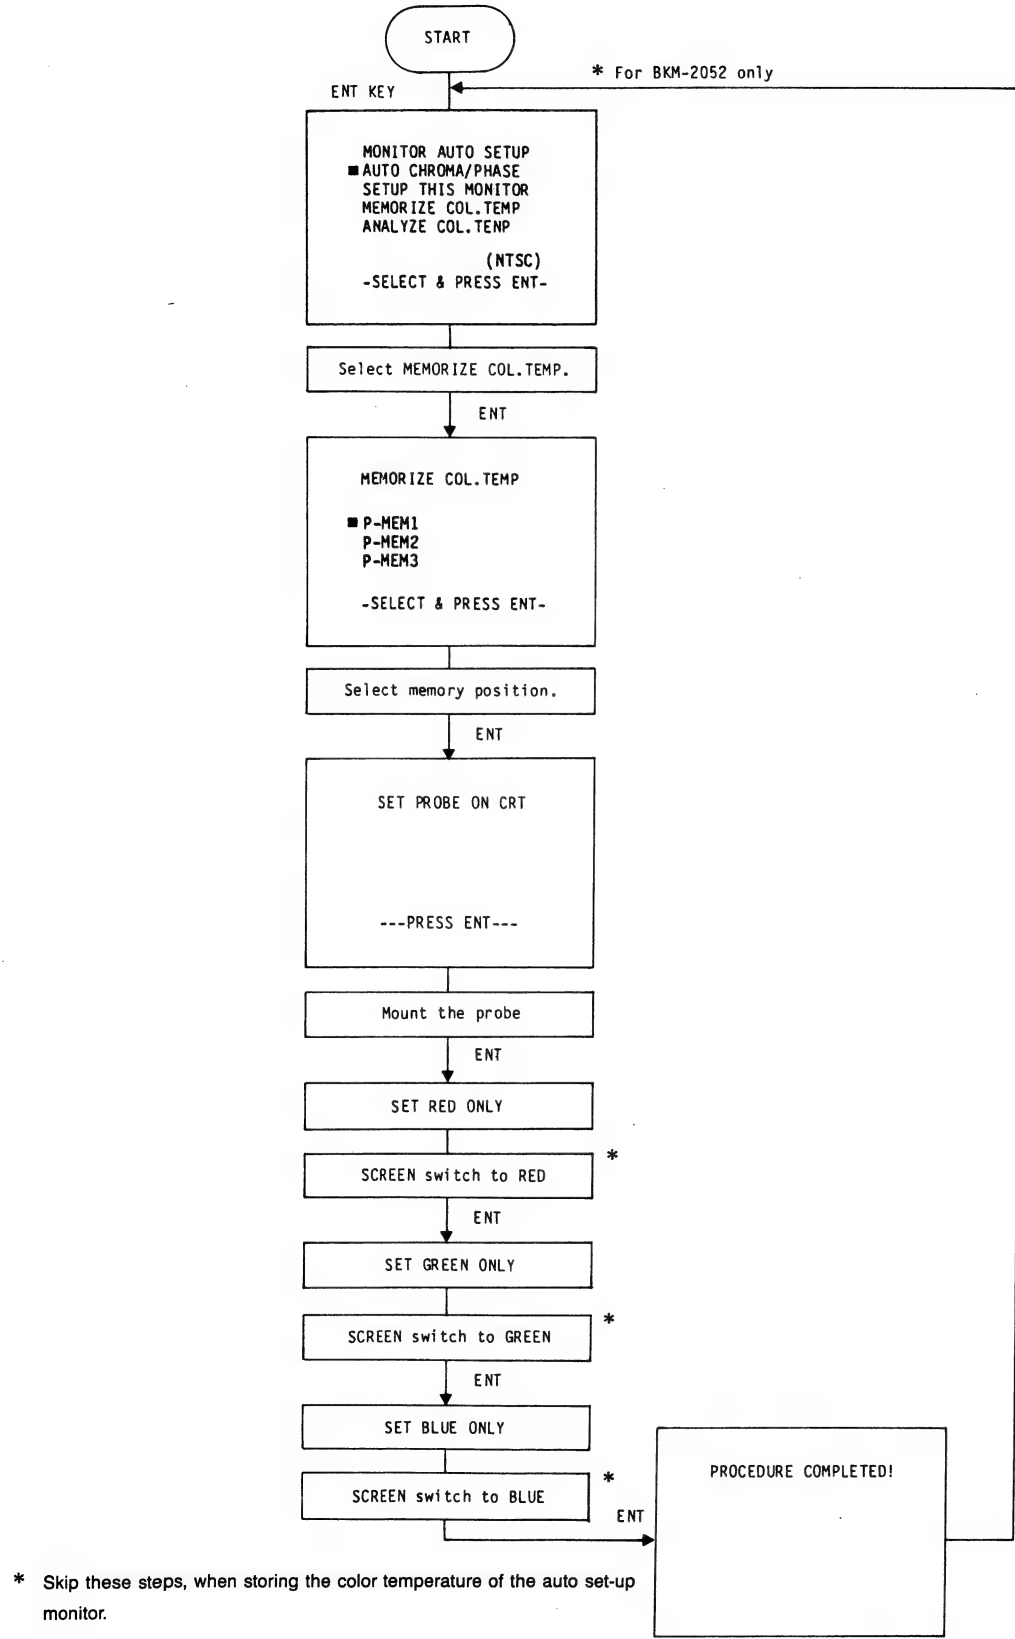 START
* For BKM-2052 only
ENT KEY
MONITOR AUTO SETUP
■AUTO CHROMA/PHASE
SETUP THIS MONITOR
MEMORIZE COL.TEMP
ANALYZE COL.TENP
(NTSC)
-SELECT & PRESS ENT-
Select MEMORIZE COL.TEMP.
ENT
MEMORIZE COL.TEMP
■P-MEM1
P-MEM2
P-MEM3
-SELECT & PRESS ENT-
Select memory position.
ENT
SET PROBE ON CRT
---PRESS ENT---
Mount the probe
ENT
SET RED ONLY
SCREEN switch to RED *
ENT
SET GREEN ONLY
SCREEN switch to GREEN *
ENT
SET BLUE ONLY
SCREEN switch to BLUE *
ENT
PROCEDURE COMPLETED!
* Skip these steps, when storing the color temperature of the auto set-up
monitor.